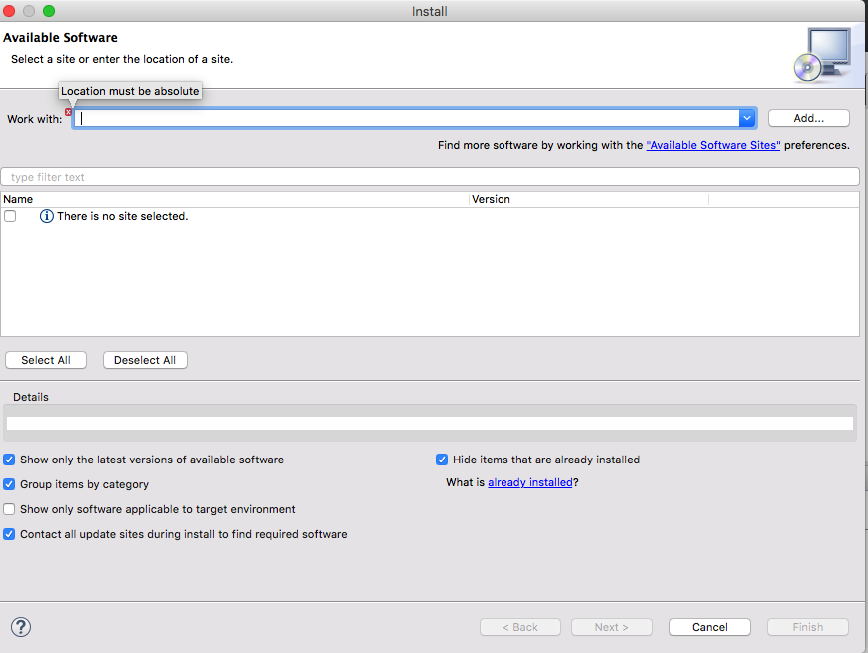 Install
Available Software
Select a site or enter the location of a site.
Location must be absolute
Work with:
Add...
Find more software by working with the "Available Software Sites" preferences.
type filter text
Name Version
There is no site selected.
Select All Deselect All
Details
Show only the latest versions of available software Hide items that are already installed
Group items by category What is already installed?
Show only software applicable to target environment
Contact all update sites during install to find required software
? < Back Next > Cancel Finish